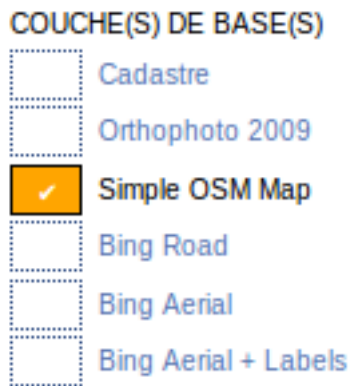 COUCHE(S) DE BASE(S)
Cadastre
Orthophoto 2009
Simple OSM Map
Bing Road
Bing Aerial
Bing Aerial + Labels